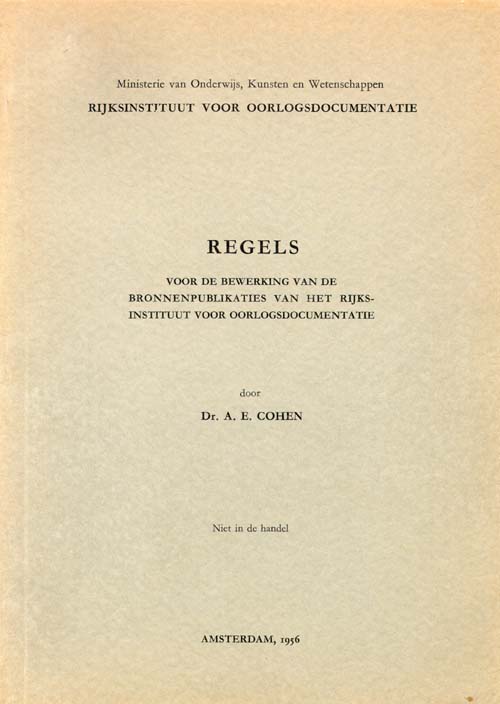 Ministerie van Onderwijs, Kunsten en Wetenschappen
RIJKSINSTITUUT VOOR OORLOGSDOCUMENTATIE
REGELS
VOOR DE BEWERKING VAN DE
BRONNENPUBLIKATIES VAN HET RIJKS-
INSTITUUT VOOR OORLOGSDOCUMENTATIE
door
Dr. A. E. COHEN
Niet in de handel
AMSTERDAM, 1956